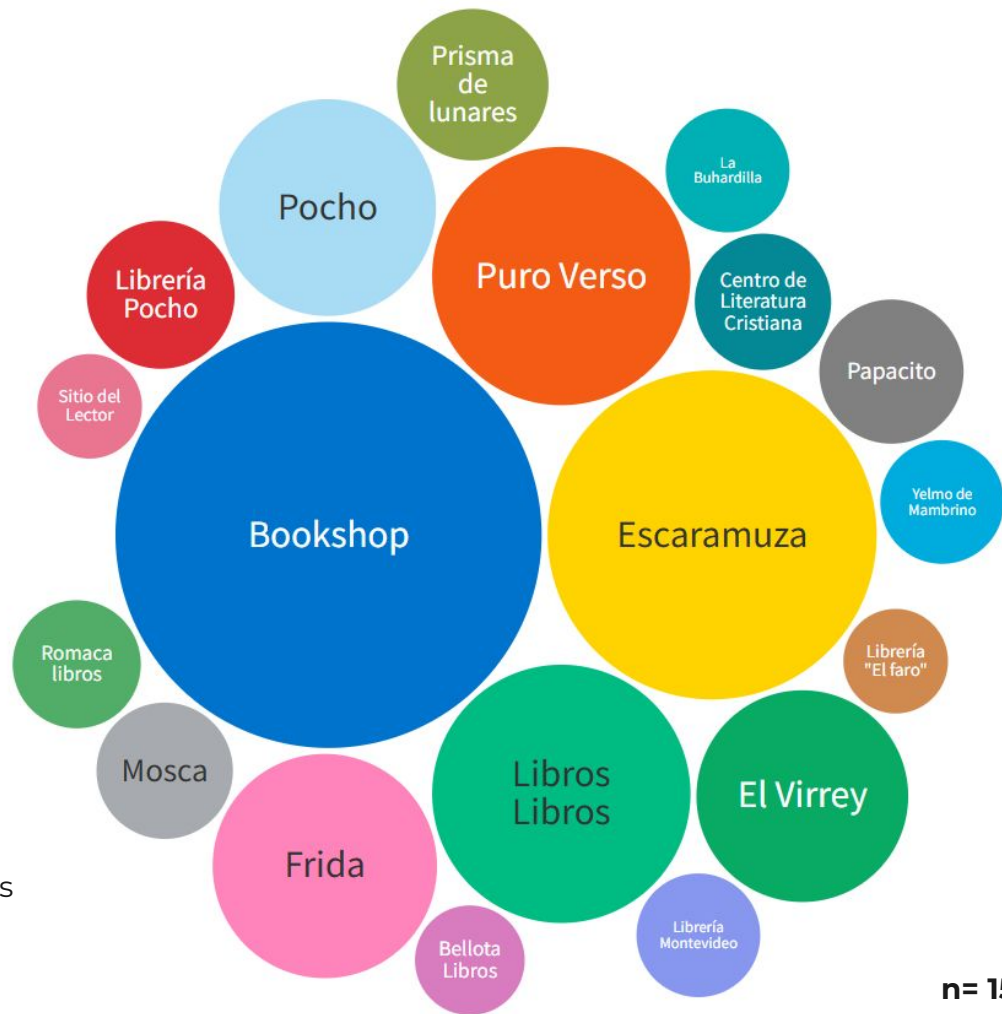 Prisma
de
lunares
La
Buhardilla
Pocho
Puro Verso
Librería
Pocho
Centro de
Literatura
Cristiana
Papacito
Sitio del
Lector
Yelmo de
Mambrino
Bookshop
Escaramuza
Romaca
libros
Librería
"El faro"
Mosca
Libros
Libros
El Virrey
Frida
s
Librería
Montevideo
Bellota
Libros
n= 15